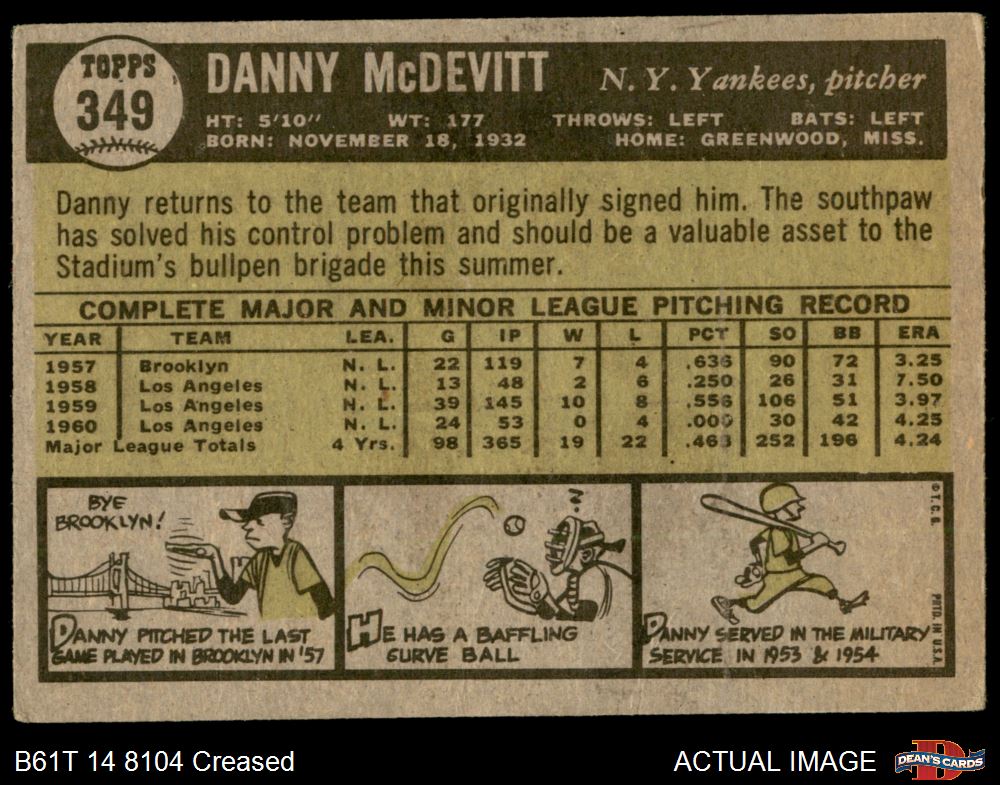 TOPPS
349
DANNY McDEVITT
N. Y. Yankees, pitcher
HT: 5'10" WT: 177 THROWS: LEFT BATS: LEFT
BORN: NOVEMBER 18, 1932 HOME: GREENWOOD, MISS.
Danny returns to the team that originally signed him. The southpaw
has solved his control problem and should be a valuable asset to the
Stadium's bullpen brigade this summer.
COMPLETE MAJOR AND MINOR LEAGUE PITCHING RECORD
YEAR TEAM LEA. G IP W L PCT SO BB ERA
1957 Brooklyn N. L. 22 119 7 4 .636 90 72 3.25
1958 Los Angeles N. L. 13 48 2 6 .250 26 31 7.50
1959 Los Angeles N. L. 39 145 10 8 .556 106 51 3.97
1960 Los Angeles N. L. 24 53 0 4 .000 30 42 4.25
Major League Totals 4 Yrs. 98 365 19 22 .463 252 196 4.24
BYE
BROOKLYN!
DANNY PITCHED THE LAST
GAME PLAYED IN BROOKLYN IN '57
HE HAS A BAFFLING
CURVE BALL
DANNY SERVED IN THE MILITARY
SERVICE IN 1953 & 1954
© T. C. G.
PRTD. IN U.S.A.
B61T 14 8104 Creased
ACTUAL IMAGE
D
DEAN'S CARDS